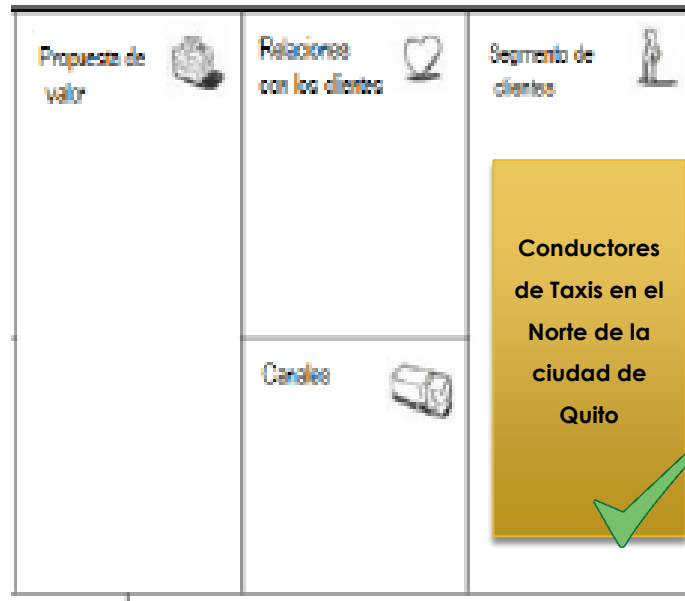 Propuesta de
valor
Relaciones
con los clientes
Segmento de
clientes
Conductores
de Taxis en el
Norte de la
ciudad de
Quito
Canales